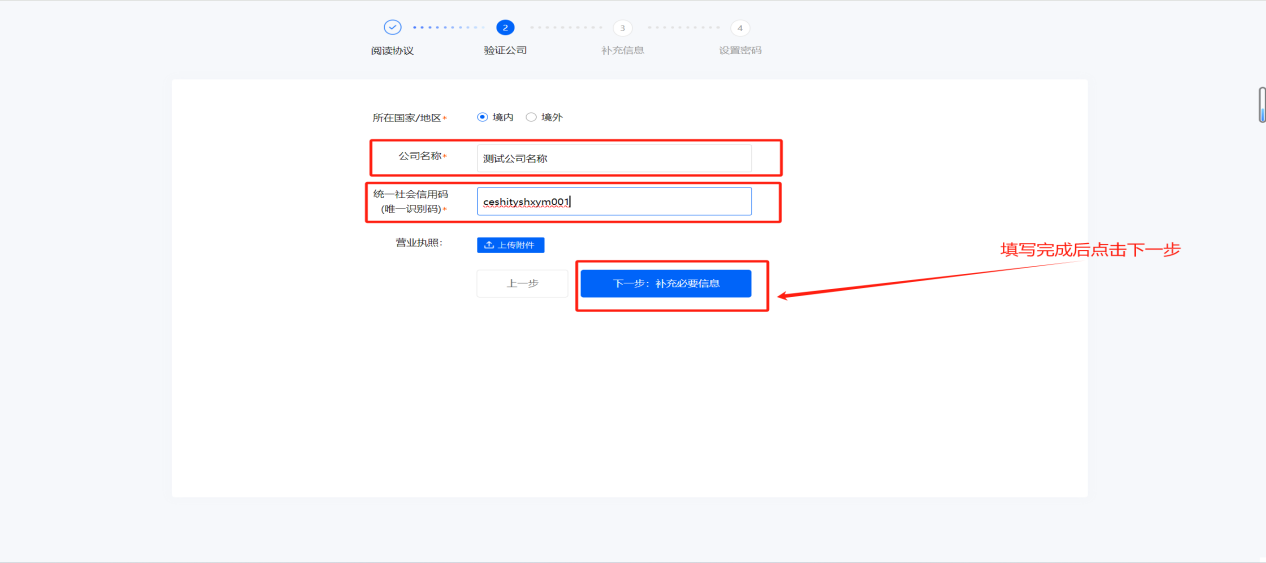 2
3
4
阅读协议
验证公司
补充信息
设置密码
所在国家/地区*
境内
境外
公司名称*
测试公司名称
统一社会信用码
(唯一识别码)*
ceshityshxym001
营业执照:
上传附件
填写完成后点击下一步
上一步
下一步：补充必要信息